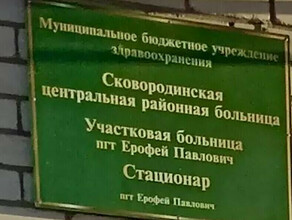 Муниципальное бюджетное учреждение
здравоохранения
Сковородинская
центральная районная больница
Участковая больница
пгт Ерофей Павлович
Стационар
пгт Ерофей Павлович